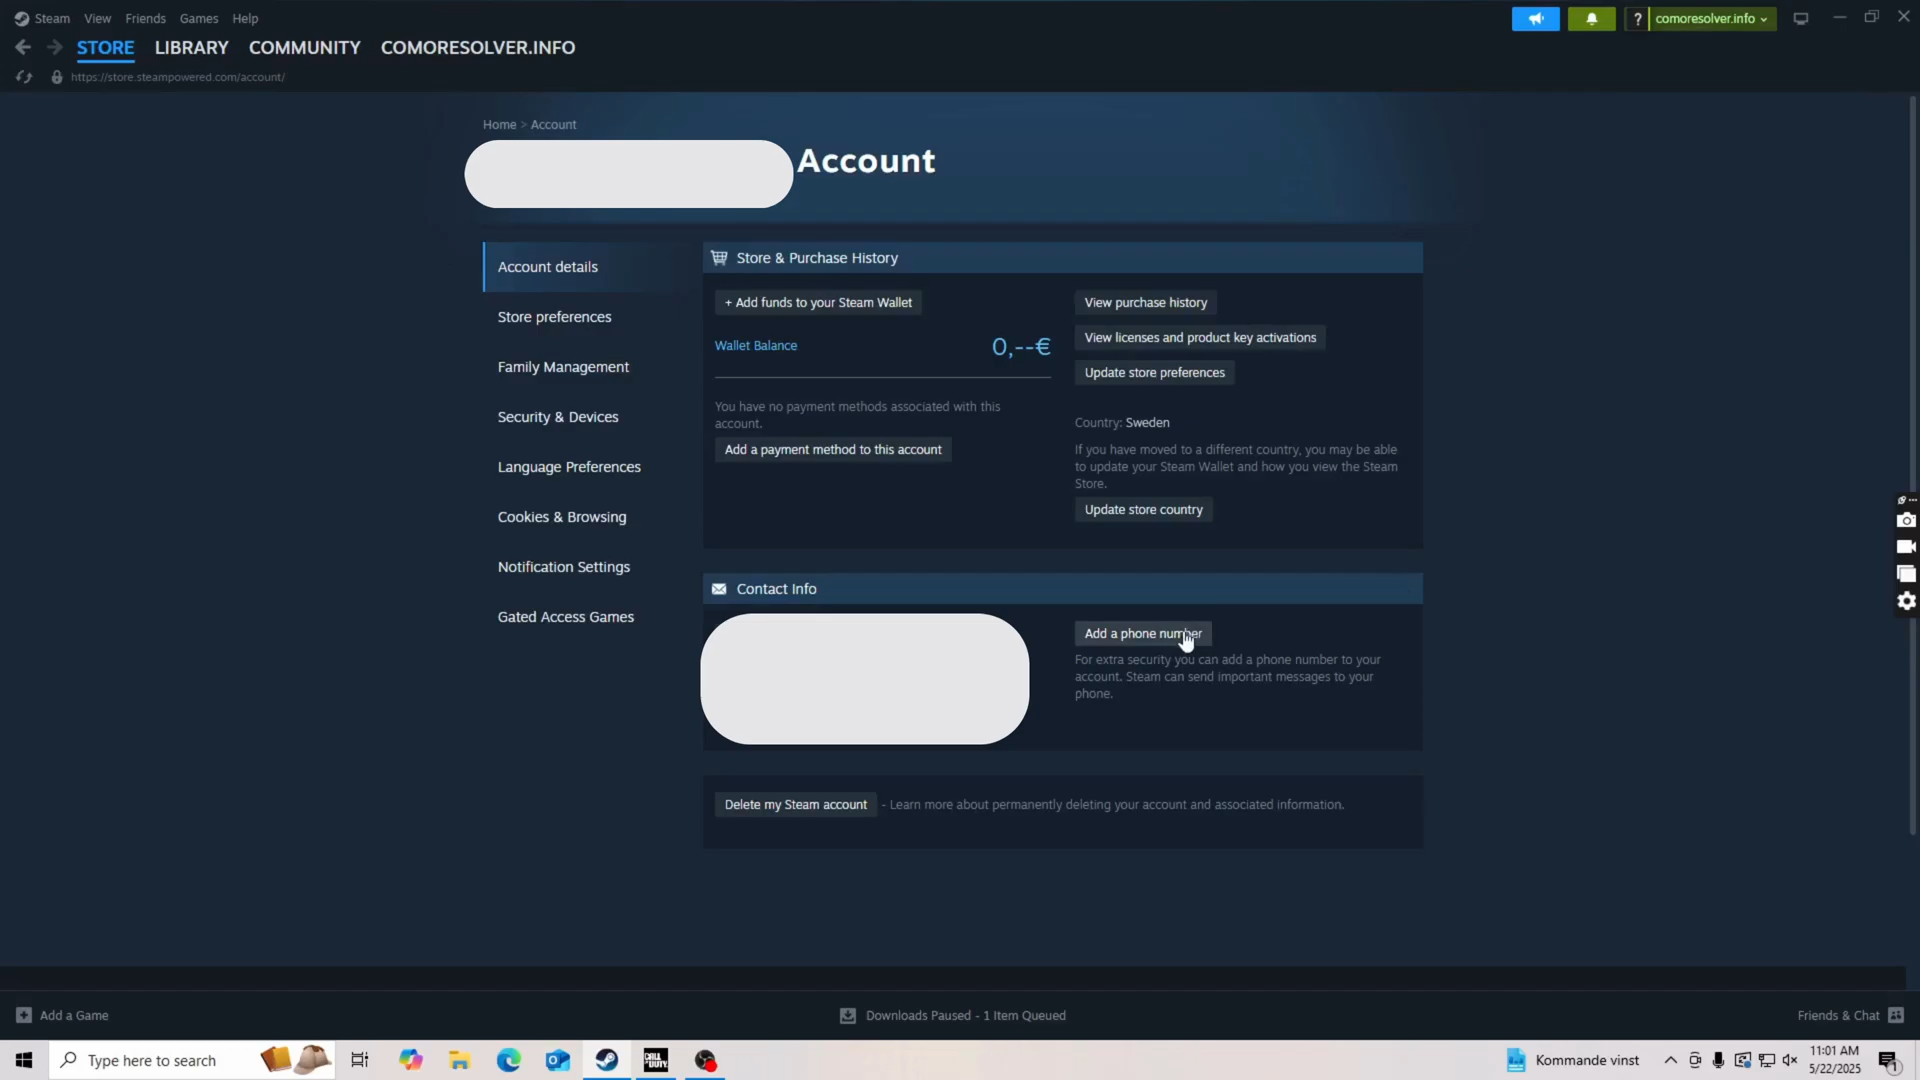 Steam View Friends Games Help
? comoresolver.info
STORE LIBRARY COMMUNITY COMORESOLVER.INFO
https://store.steampowered.com/account/
Home > Account
Account
Account details
Store preferences
Family Management
Security & Devices
Language Preferences
Cookies & Browsing
Notification Settings
Gated Access Games
Store & Purchase History
+ Add funds to your Steam Wallet
Wallet Balance 0,--€
You have no payment methods associated with this
account.
Add a payment method to this account
View purchase history
View licenses and product key activations
Update store preferences
Country: Sweden
If you have moved to a different country, you may be able
to update your Steam Wallet and how you view the Steam
Store.
Update store country
Contact Info
Add a phone number
For extra security you can add a phone number to your
account. Steam can send important messages to your
phone.
Delete my Steam account - Learn more about permanently deleting your account and associated information.
Add a Game
Downloads Paused - 1 Item Queued
Friends & Chat
Type here to search
CALL OF DUTY
Kommande vinst
11:01 AM
5/22/2025
1